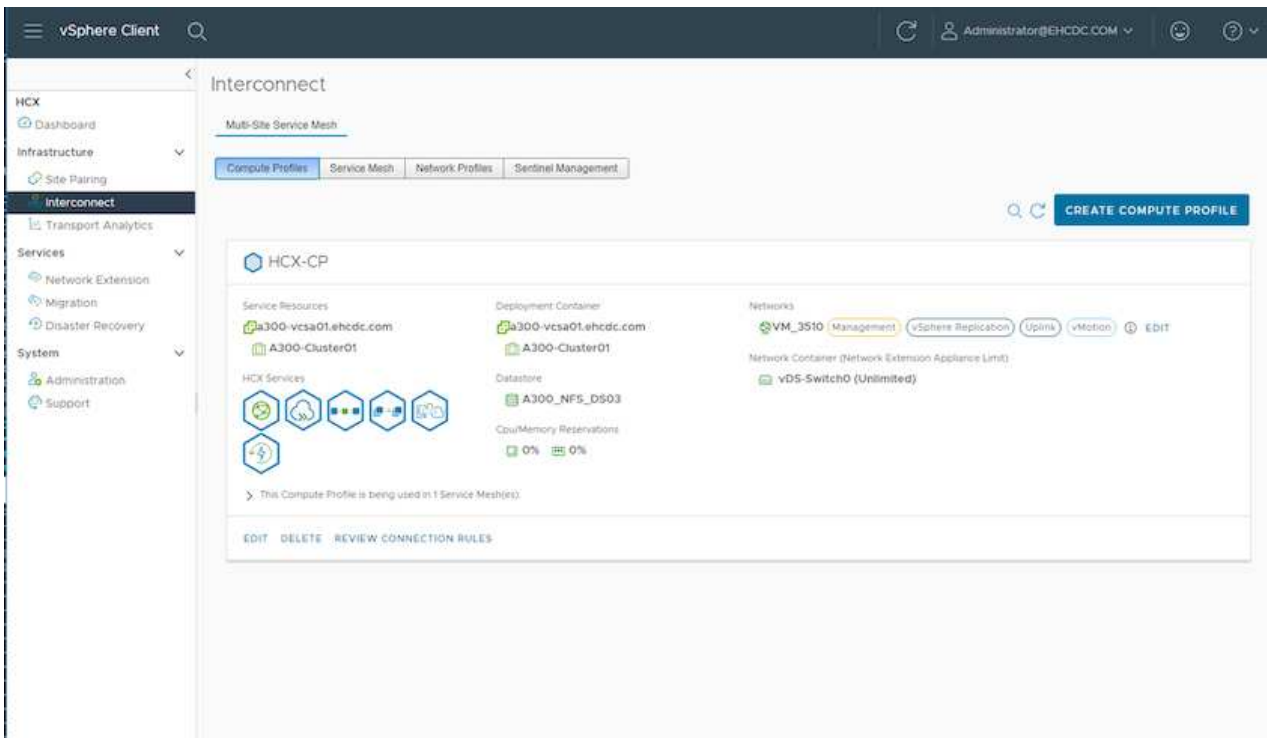 vSphere Client
Administrator@EHCDC.COM
HCX
Dashboard
Infrastructure
Site Pairing
Interconnect
Transport Analytics
Services
Network Extension
Migration
Disaster Recovery
System
Administration
Support
Interconnect
Multi-Site Service Mesh
Compute Profiles Service Mesh Network Profiles Sentinel Management
CREATE COMPUTE PROFILE
HCX-CP
Service Resources
a300-vcsa01.ehcdc.com
A300-Cluster01
HCX Services
Deployment Container
a300-vcsa01.ehcdc.com
A300-Cluster01
Datastore
A300_NFS_DS03
Cpu/Memory Reservations
0% 0%
Networks
VM_3510 Management vSphere Replication Uplink vMotion EDIT
Network Container (Network Extension Appliance Limit)
vDS-Switch0 (Unlimited)
This Compute Profile is being used in 1 Service Mesh(es).
EDIT DELETE REVIEW CONNECTION RULES